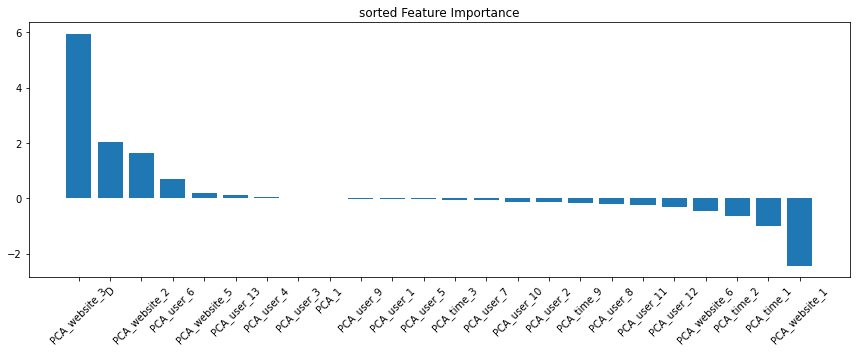 sorted Feature Importance
6
4
2
0
−2
PCA_website_3
D
PCA_website_2
PCA_user_6
PCA_website_5
PCA_user_13
PCA_user_4
PCA_user_3
PCA_1
PCA_user_9
PCA_user_1
PCA_user_5
PCA_time_3
PCA_user_7
PCA_user_10
PCA_user_2
PCA_time_9
PCA_user_8
PCA_user_11
PCA_user_12
PCA_website_6
PCA_time_2
PCA_time_1
PCA_website_1